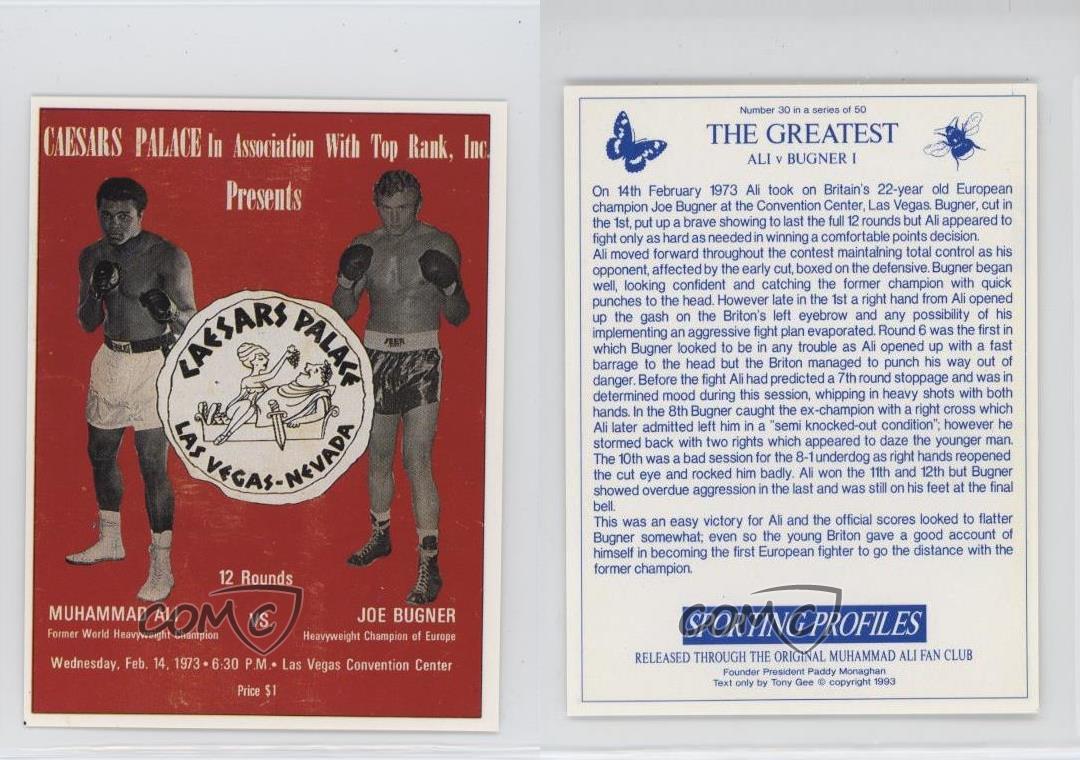 CAESARS PALACE In Association With Top Rank, Inc.
Presents
CAESARS PALACE
LAS VEGAS-NEVADA
12 Rounds
MUHAMMAD ALI VS. JOE BUGNER
Former World Heavyweight Champion
Heavyweight Champion of Europe
Wednesday, Feb. 14, 1973 • 6:30 P.M. • Las Vegas Convention Center
Price $1
COMC
Number 30 in a series of 50
THE GREATEST
ALI v BUGNER I
On 14th February 1973 Ali took on Britain's 22-year old European
champion Joe Bugner at the Convention Center, Las Vegas. Bugner, cut in
the 1st, put up a brave showing to last the full 12 rounds but Ali appeared to
fight only as hard as needed in winning a comfortable points decision.
Ali moved forward throughout the contest maintaining total control as his
opponent, affected by the early cut, boxed on the defensive. Bugner began
well, looking confident and catching the former champion with quick
punches to the head. However late in the 1st a right hand from Ali opened
up the gash on the Briton's left eyebrow and any possibility of his
implementing an aggressive fight plan evaporated. Round 6 was the first in
which Bugner looked to be in any trouble as Ali opened up with a fast
barrage to the head but the Briton managed to punch his way out of
danger. Before the fight Ali had predicted a 7th round stoppage and was in
determined mood during this session, whipping in heavy shots with both
hands. In the 8th Bugner caught the ex-champion with a right cross which
Ali later admitted left him in a "semi knocked-out condition"; however he
stormed back with two rights which appeared to daze the younger man.
The 10th was a bad session for the 8-1 underdog as right hands reopened
the cut eye and rocked him badly. Ali won the 11th and 12th but Bugner
showed overdue aggression in the last and was still on his feet at the final
bell.
This was an easy victory for Ali and the official scores looked to flatter
Bugner somewhat; even so the young Briton gave a good account of
himself in becoming the first European fighter to go the distance with the
former champion.
SPORTING PROFILES
COMC
RELEASED THROUGH THE ORIGINAL MUHAMMAD ALI FAN CLUB
Founder President Paddy Monaghan
Text only by Tony Gee © copyright 1993